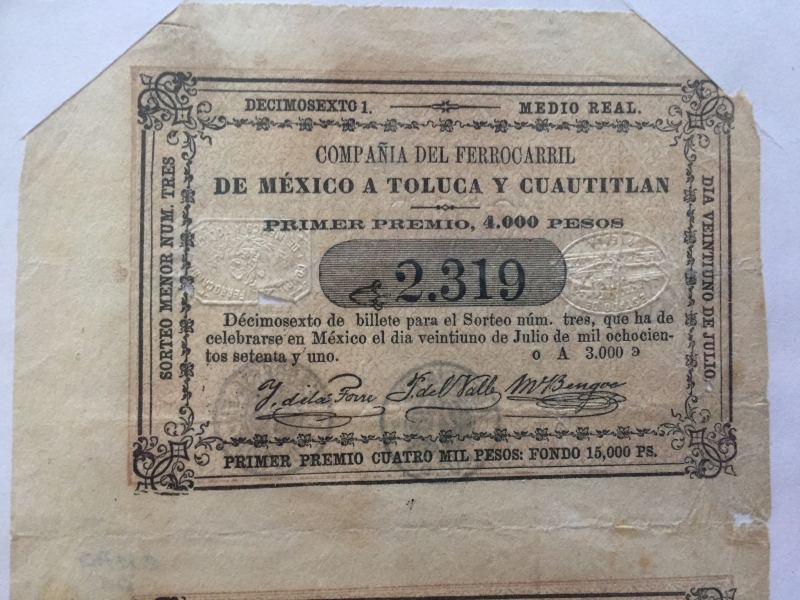 DECIMOSEXTO 1. MEDIO REAL.
COMPAÑIA DEL FERROCARRIL
DE MÉXICO A TOLUCA Y CUAUTITLAN
PRIMER PREMIO, 4.000 PESOS
2.319
Décimosexto de billete para el Sorteo núm. tres, que ha de
celebrarse en México el dia veintiuno de Julio de mil ochocien-
tos setenta y uno. o A 3.000
J. del Valle
PRIMER PREMIO CUATRO MIL PESOS: FONDO 15,000 PS.
SORTEO MENOR NUM. TRES
DIA VEINTIUNO DE JULIO